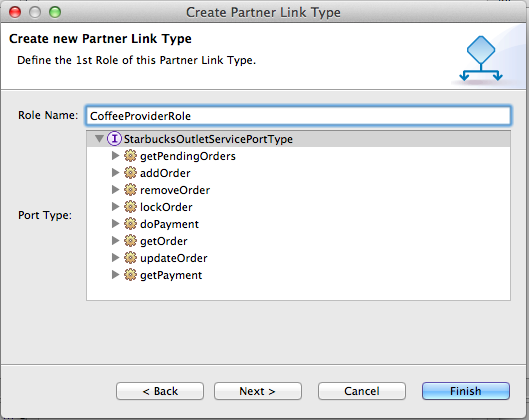 Create Partner Link Type
Create new Partner Link Type
Define the 1st Role of this Partner Link Type.
Role Name: CoffeeProviderRole
I StarbucksOutletServicePortType
getPendingOrders
addOrder
removeOrder
lockOrder
Port Type: doPayment
getOrder
updateOrder
getPayment
< Back Next > Cancel Finish